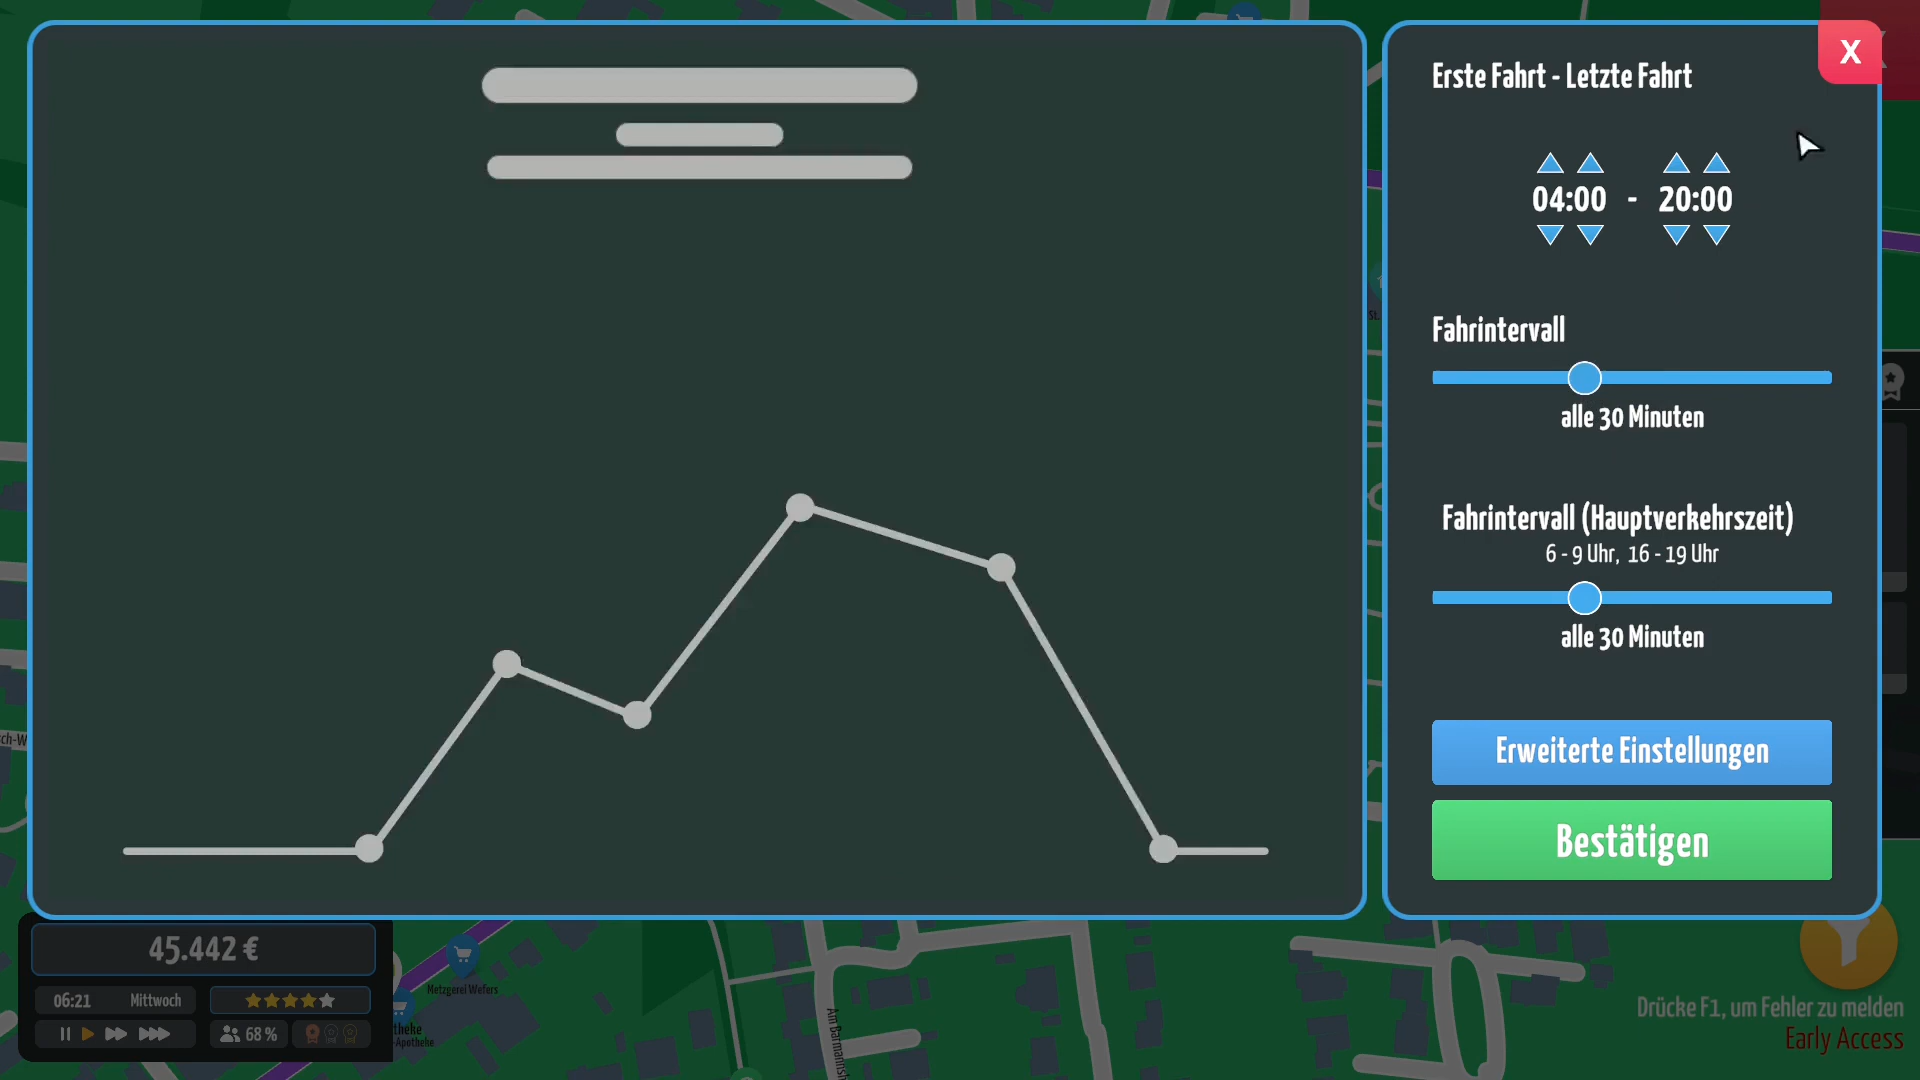 X
Erste Fahrt - Letzte Fahrt
04:00 - 20:00
Fahrintervall
alle 30 Minuten
Fahrintervall (Hauptverkehrszeit)
6 - 9 Uhr, 16 - 19 Uhr
alle 30 Minuten
Erweiterte Einstellungen
Bestätigen
45.442 €
06:21 Mittwoch
68 %
Metzgerei Wefers
-Apotheke
Drücke F1, um Fehler zu melden
Early Access